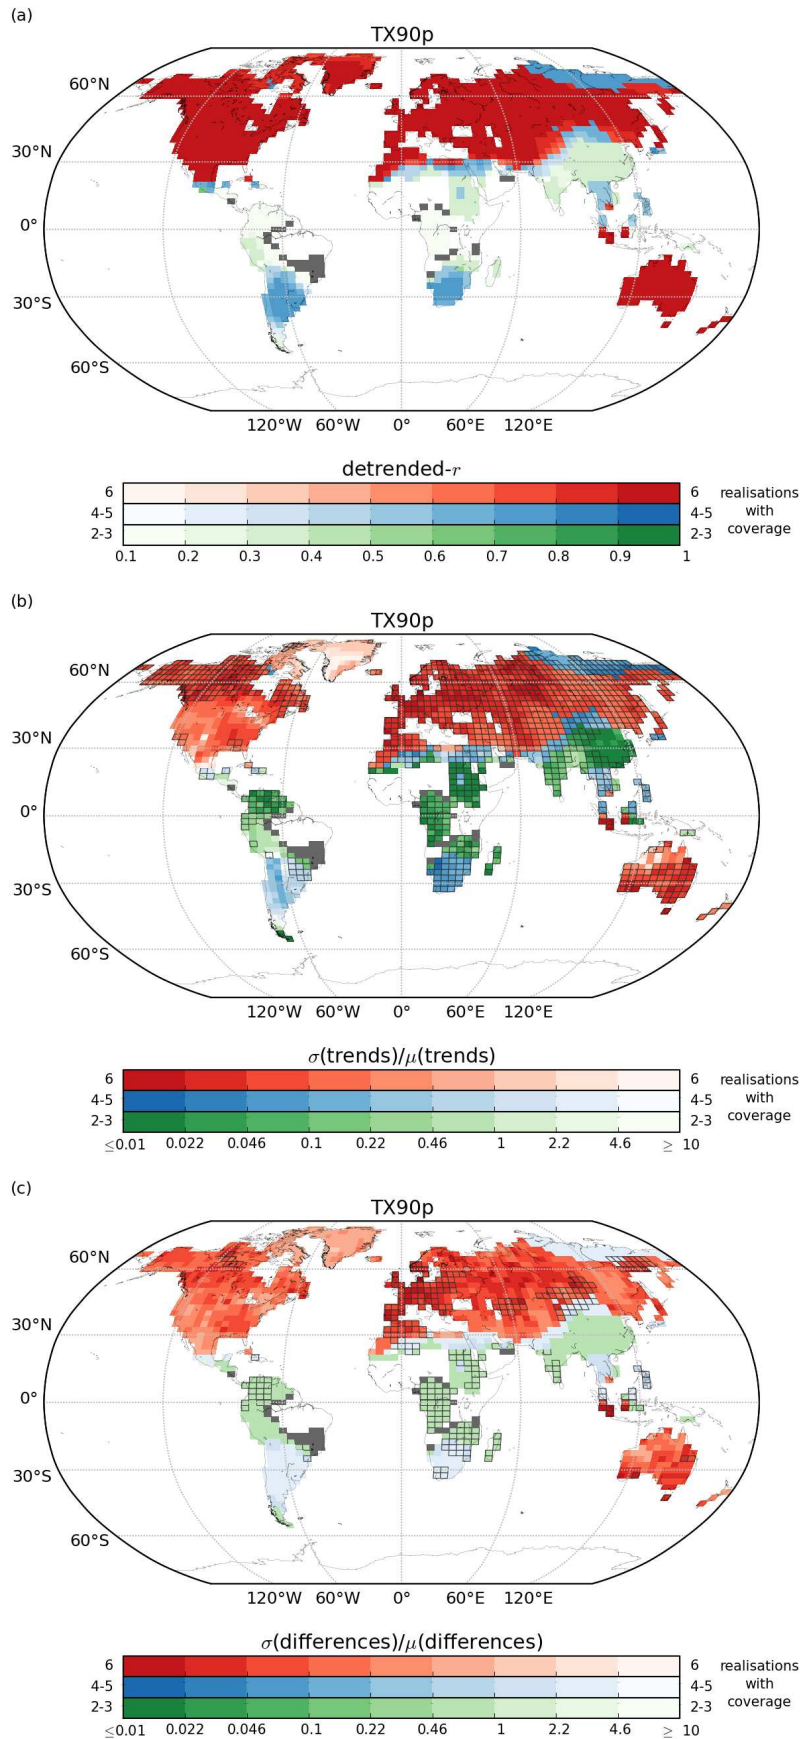 (a)
TX90p
60°N
30°N
0°
30°S
60°S
120°W 60°W 0° 60°E 120°E
detrended-r
6 6 realisations
4-5 4-5 with
2-3 2-3 coverage
0.1 0.2 0.3 0.4 0.5 0.6 0.7 0.8 0.9 1
(b)
TX90p
60°N
30°N
0°
30°S
60°S
120°W 60°W 0° 60°E 120°E
σ(trends)/μ(trends)
6 6 realisations
4-5 4-5 with
2-3 2-3 coverage
≤0.01 0.022 0.046 0.1 0.22 0.46 1 2.2 4.6 ≥ 10
(c)
TX90p
60°N
30°N
0°
30°S
60°S
120°W 60°W 0° 60°E 120°E
σ(differences)/μ(differences)
6 6 realisations
4-5 4-5 with
2-3 2-3 coverage
≤0.01 0.022 0.046 0.1 0.22 0.46 1 2.2 4.6 ≥ 10